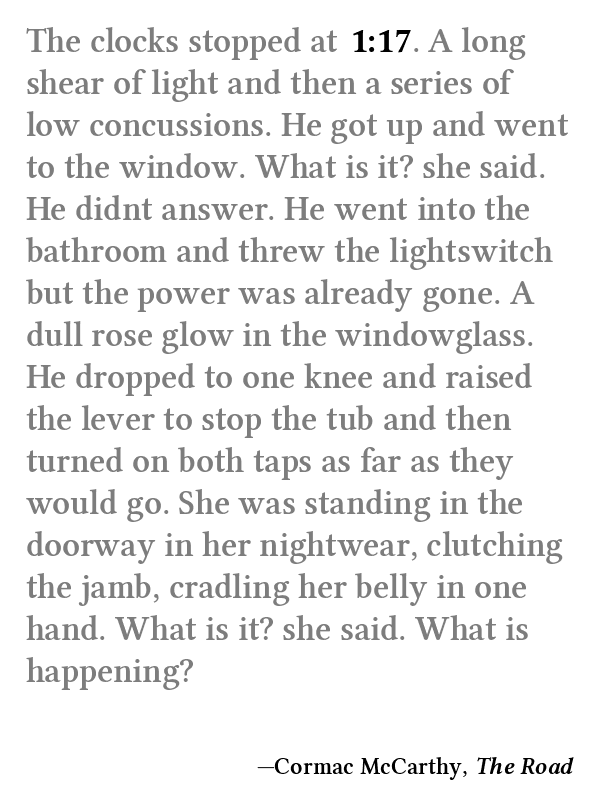 The clocks stopped at 1:17. A long
shear of light and then a series of
low concussions. He got up and went
to the window. What is it? she said.
He didnt answer. He went into the
bathroom and threw the lightswitch
but the power was already gone. A
dull rose glow in the windowglass.
He dropped to one knee and raised
the lever to stop the tub and then
turned on both taps as far as they
would go. She was standing in the
doorway in her nightwear, clutching
the jamb, cradling her belly in one
hand. What is it? she said. What is
happening?
—Cormac McCarthy, The Road